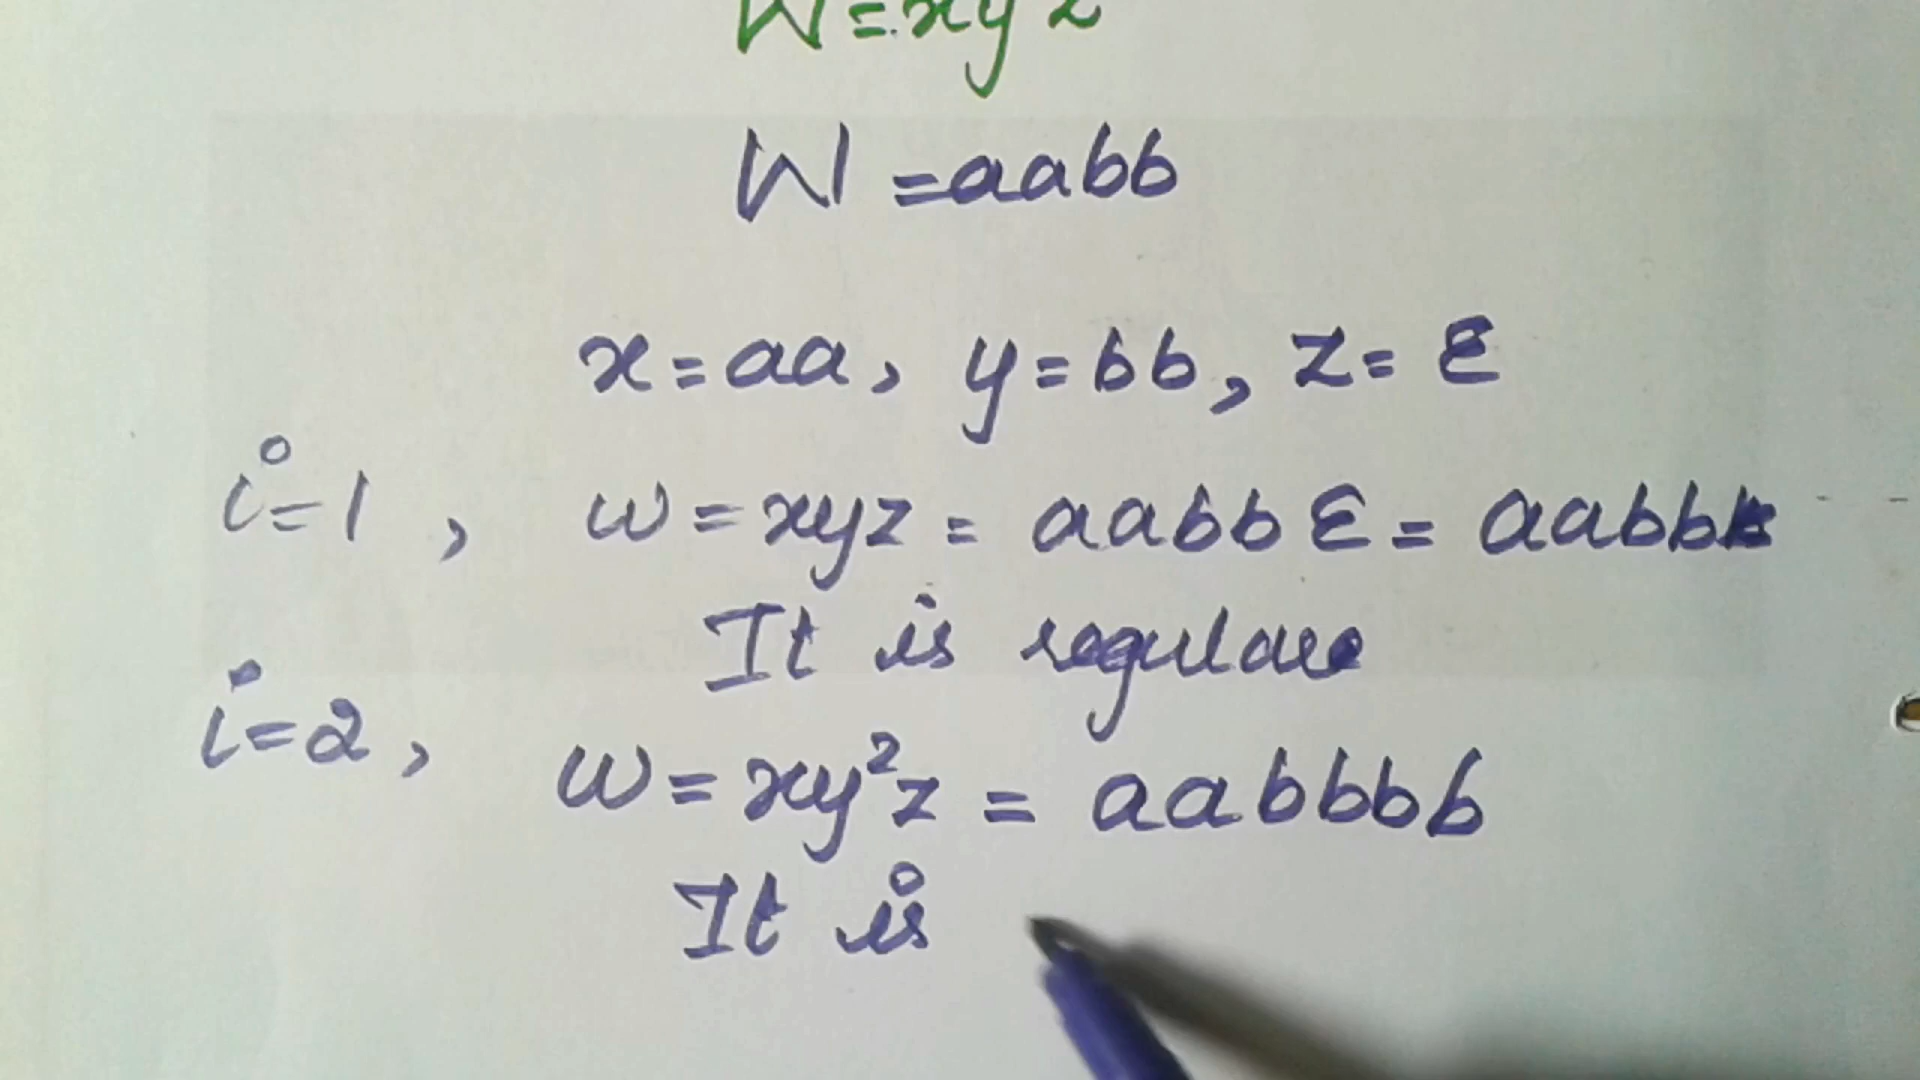 W=xyz
W=aabb
x=aa, y=bb, z=ε
i=1, w=xyz=aabbε=aabb
It is regular
i=2, w=xy²z=aabbbb
It is